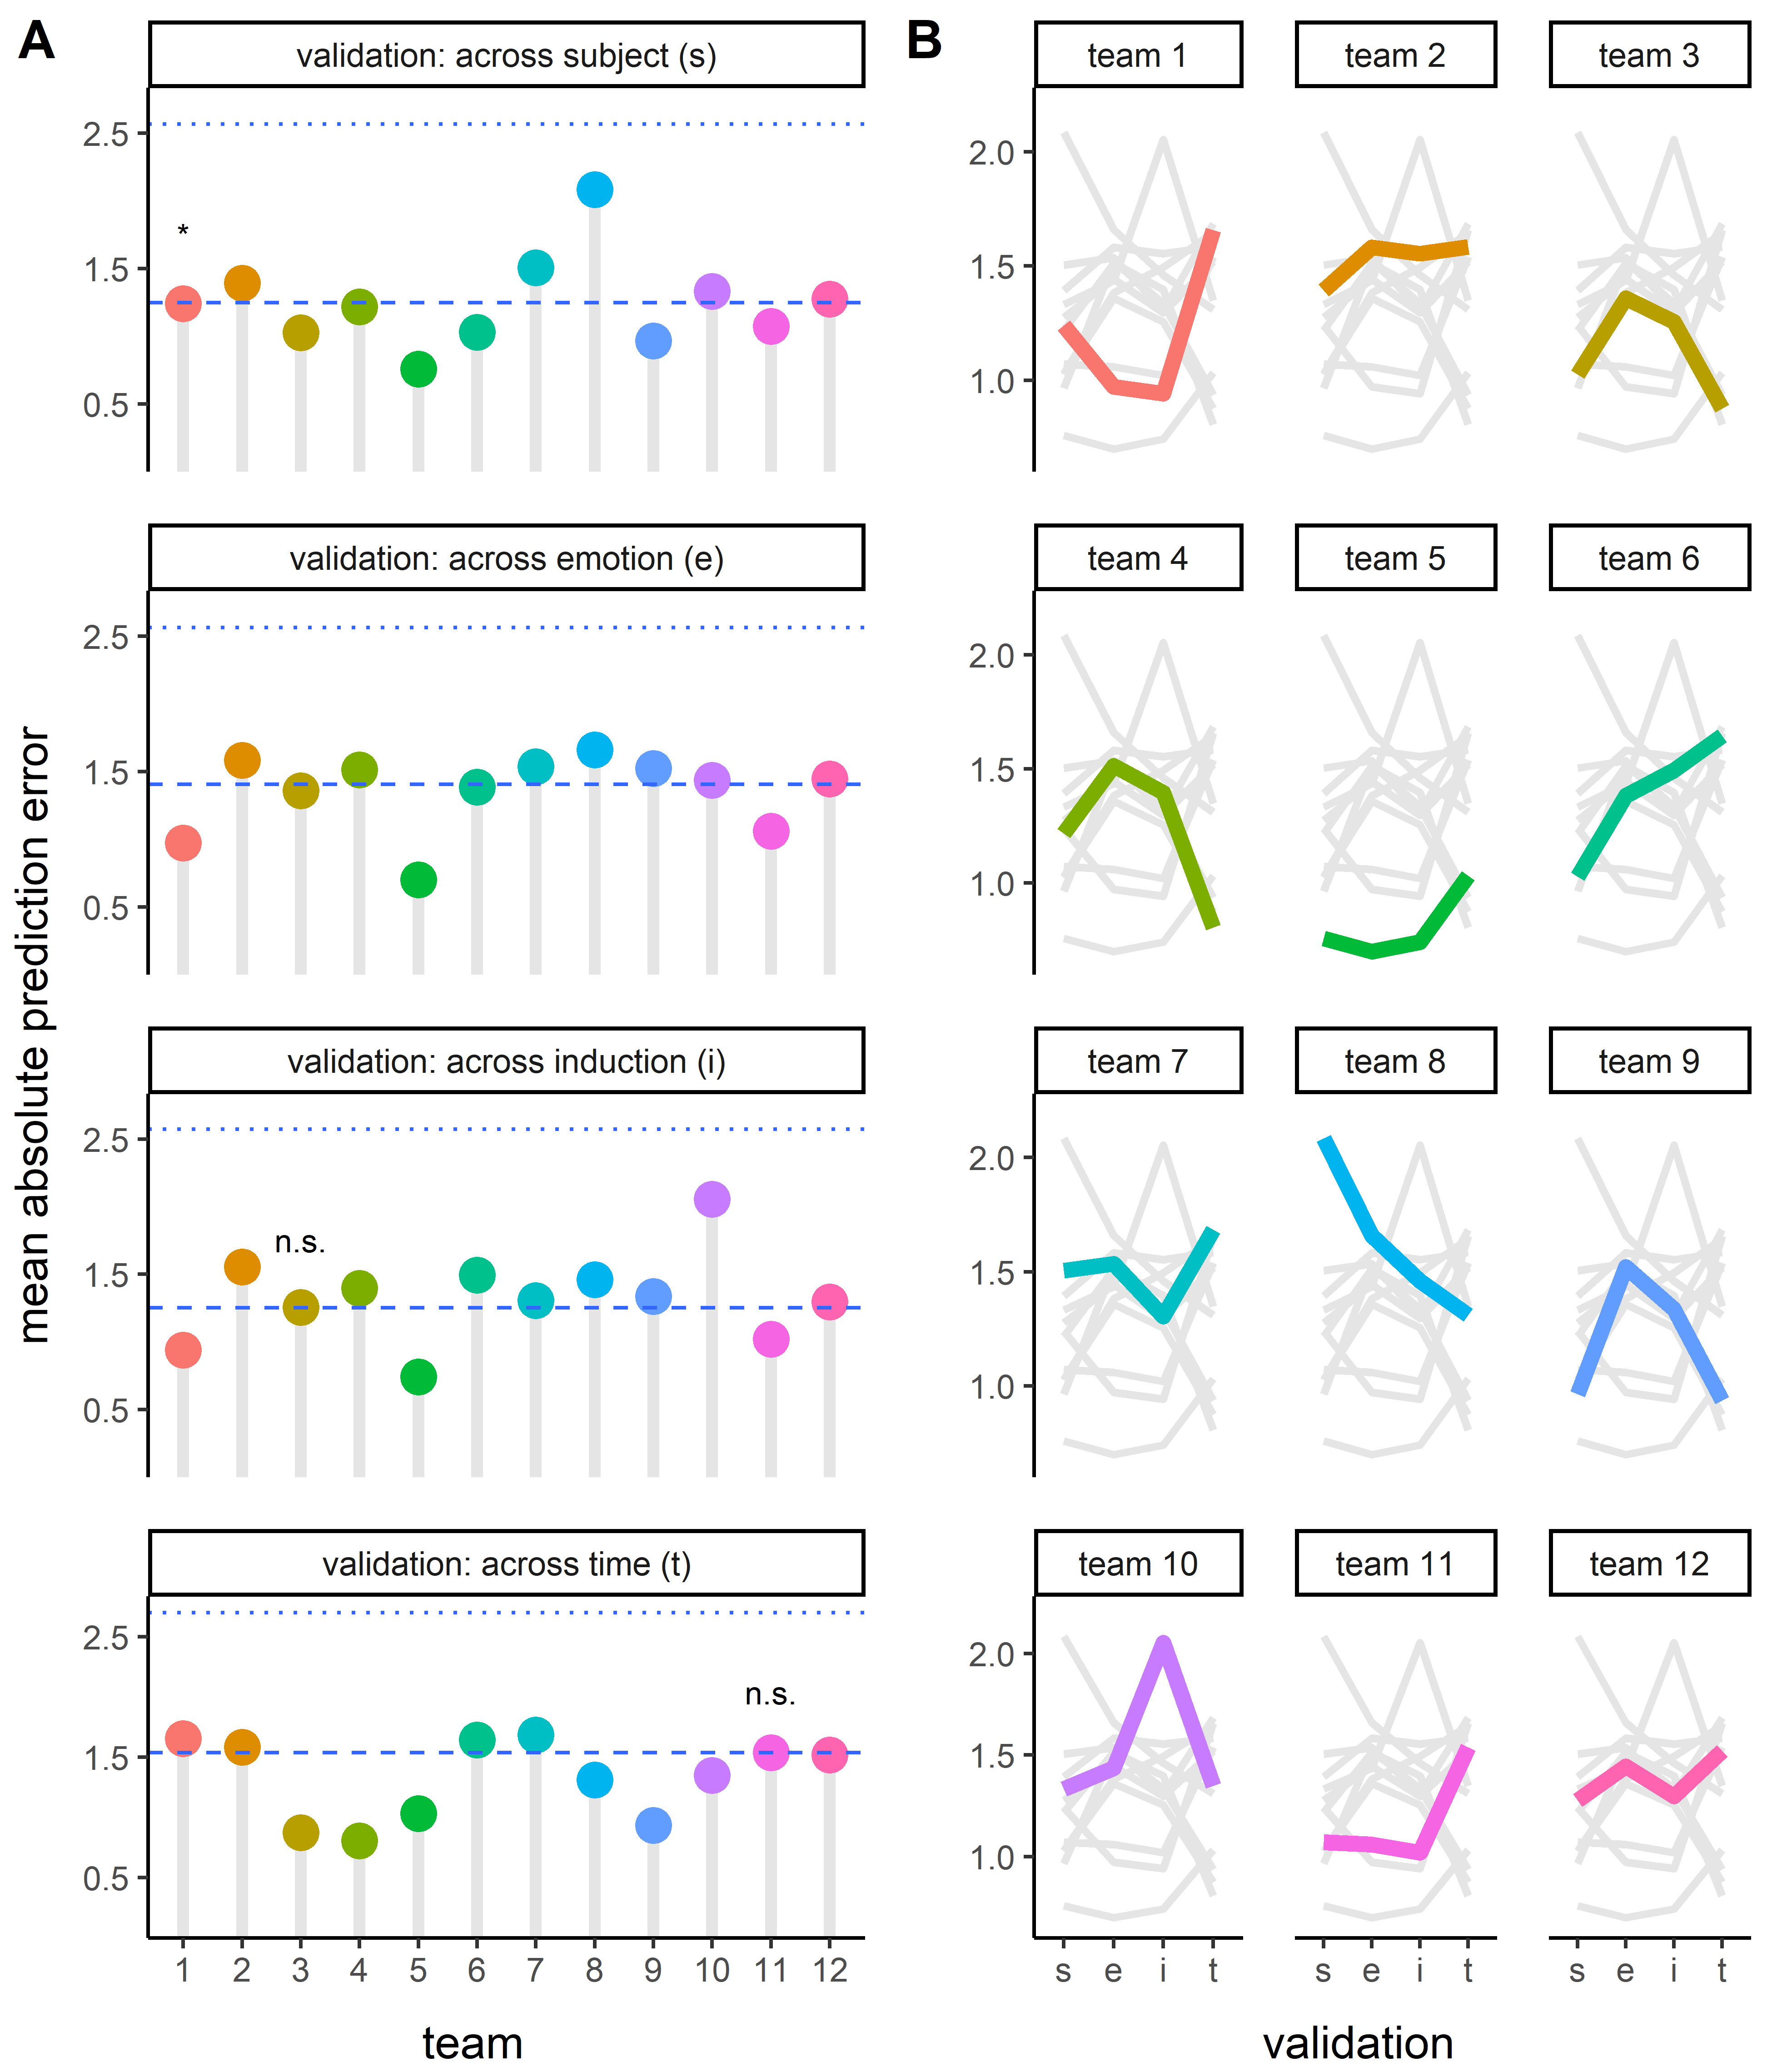 A
validation: across subject (s)
2.5
1.5
0.5
*
validation: across emotion (e)
2.5
1.5
0.5
validation: across induction (i)
2.5
1.5
0.5
n.s.
validation: across time (t)
2.5
1.5
0.5
n.s.
1 2 3 4 5 6 7 8 9 10 11 12
team
mean absolute prediction error
B
team 1 team 2 team 3
2.0
1.5
1.0
team 4 team 5 team 6
2.0
1.5
1.0
team 7 team 8 team 9
2.0
1.5
1.0
team 10 team 11 team 12
2.0
1.5
1.0
s e i t s e i t s e i t
validation